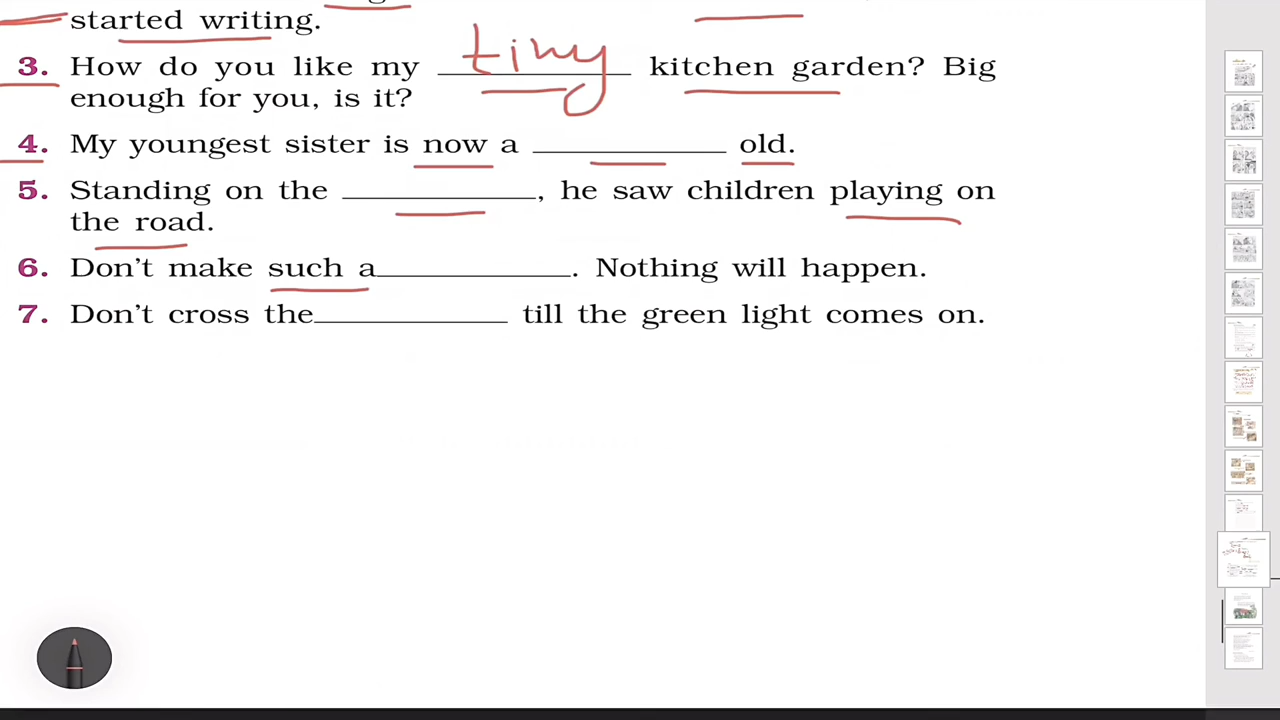 started writing.
3. How do you like my tiny kitchen garden? Big
enough for you, is it?
4. My youngest sister is now a ____________ old.
5. Standing on the ____________, he saw children playing on
the road.
6. Don't make such a____________. Nothing will happen.
7. Don't cross the____________ till the green light comes on.